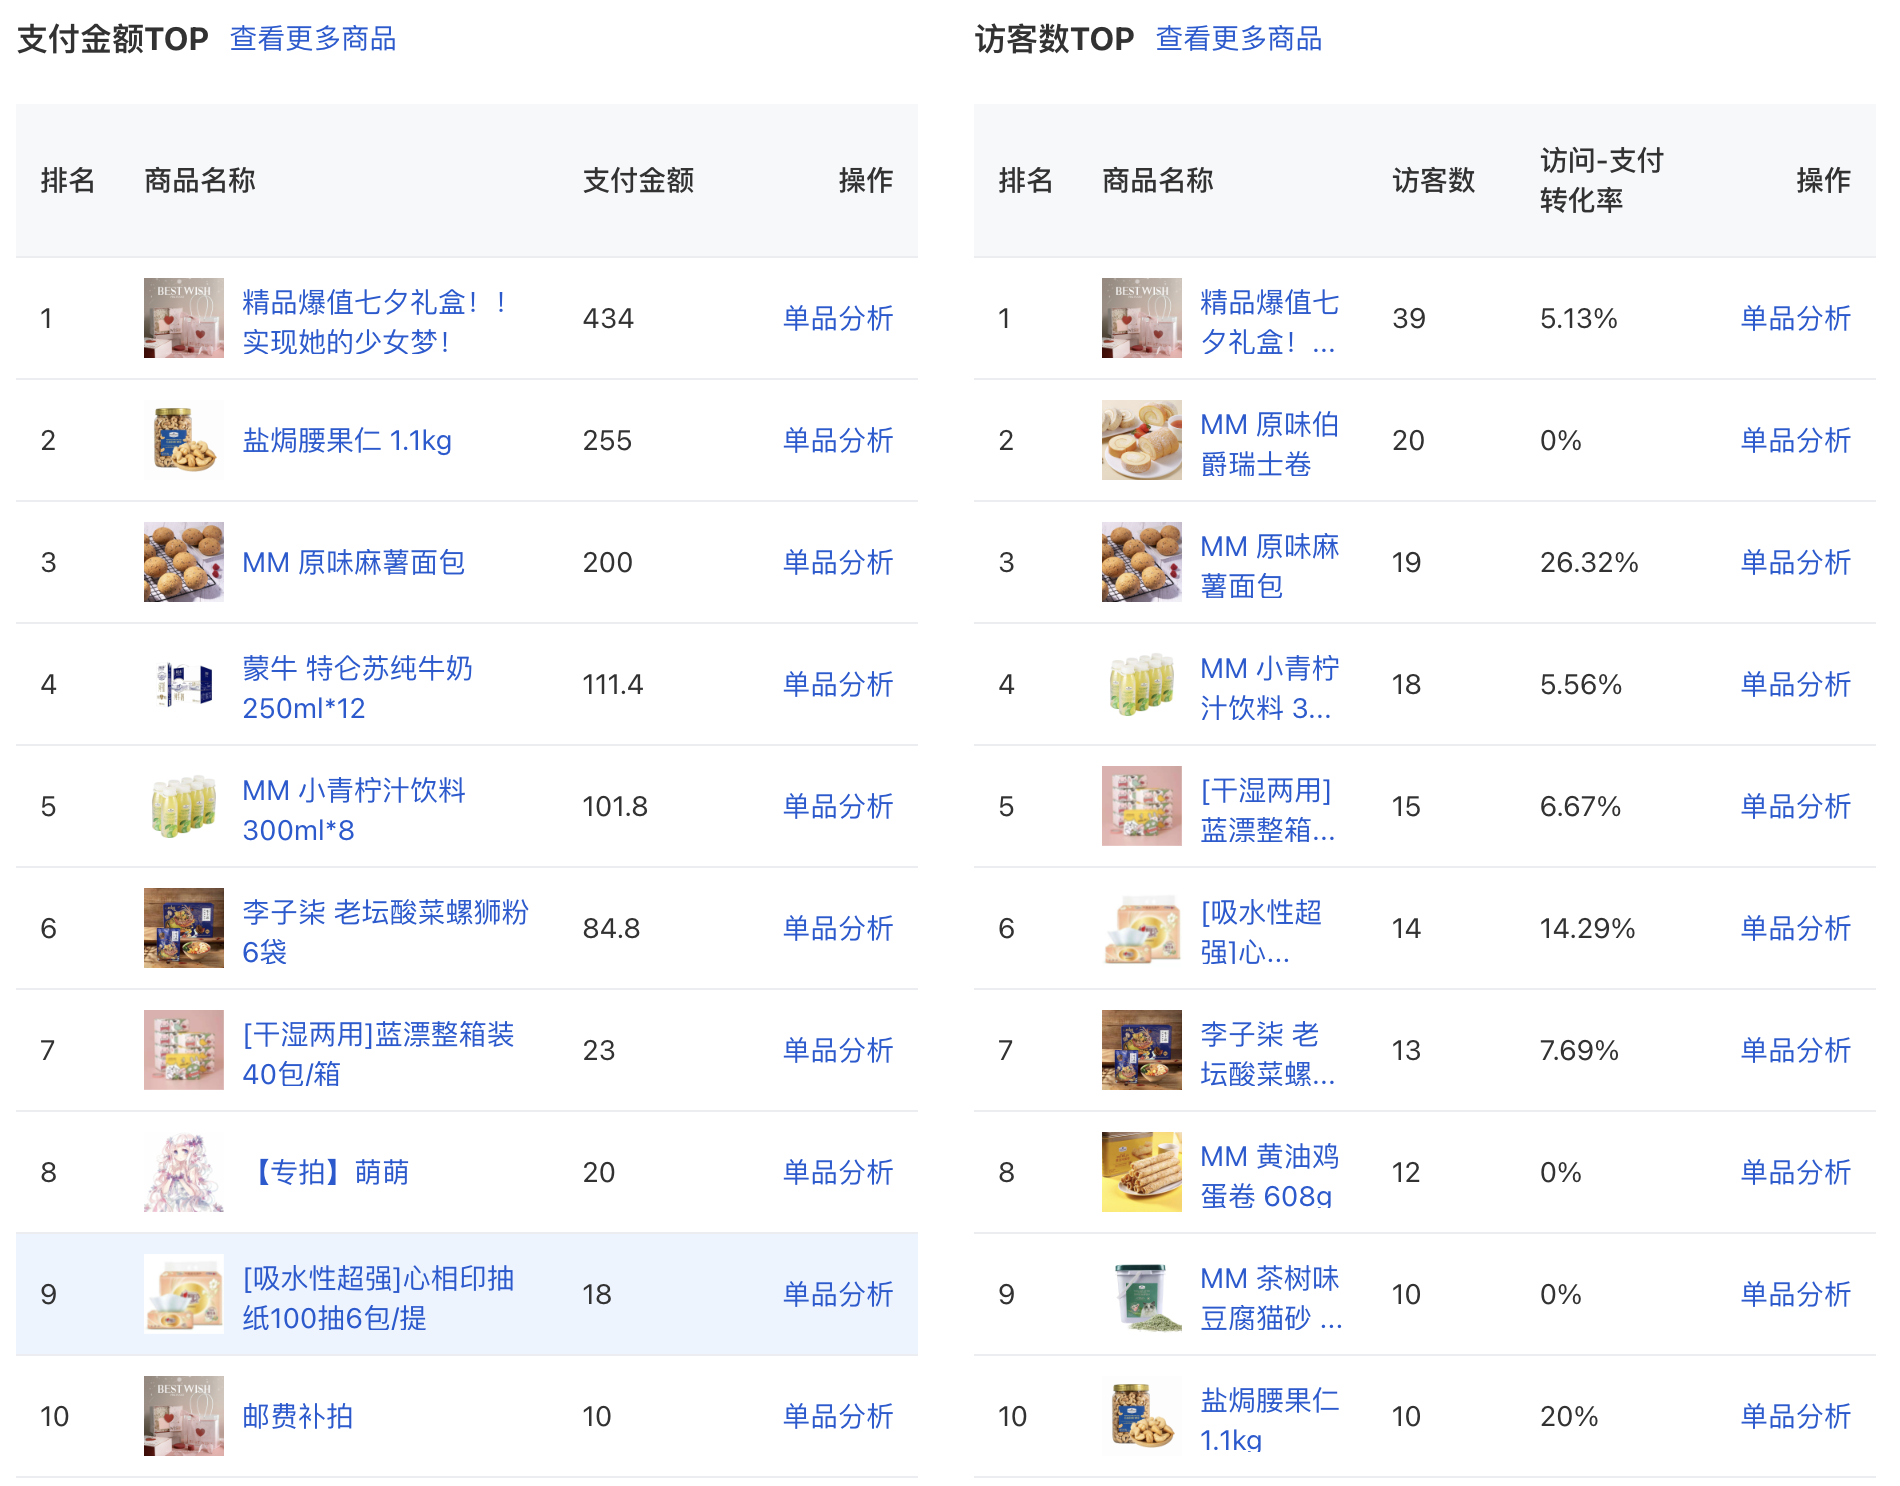 支付金额TOP 查看更多商品
排名 商品名称 支付金额 操作
1 精品爆值七夕礼盒！！
实现她的少女梦！ 434 单品分析
BEST WISH
2 盐焗腰果仁 1.1kg 255 单品分析
3 MM 原味麻薯面包 200 单品分析
4 蒙牛 特仑苏纯牛奶
250ml*12 111.4 单品分析
5 MM 小青柠汁饮料
300ml*8 101.8 单品分析
6 李子柒 老坛酸菜螺狮粉
6袋 84.8 单品分析
7 [干湿两用]蓝漂整箱装
40包/箱 23 单品分析
8 【专拍】萌萌 20 单品分析
9 [吸水性超强]心相印抽
纸100抽6包/提 18 单品分析
10 邮费补拍 10 单品分析
BEST WISH
访客数TOP 查看更多商品
排名 商品名称 访客数 访问-支付
转化率 操作
1 精品爆值七
夕礼盒！... 39 5.13% 单品分析
BEST WISH
2 MM 原味伯
爵瑞士卷 20 0% 单品分析
3 MM 原味麻
薯面包 19 26.32% 单品分析
4 MM 小青柠
汁饮料 3... 18 5.56% 单品分析
5 [干湿两用]
蓝漂整箱... 15 6.67% 单品分析
6 [吸水性超
强]心... 14 14.29% 单品分析
7 李子柒 老
坛酸菜螺... 13 7.69% 单品分析
8 MM 黄油鸡
蛋卷 608g 12 0% 单品分析
9 MM 茶树味
豆腐猫砂 ... 10 0% 单品分析
10 盐焗腰果仁
1.1kg 10 20% 单品分析